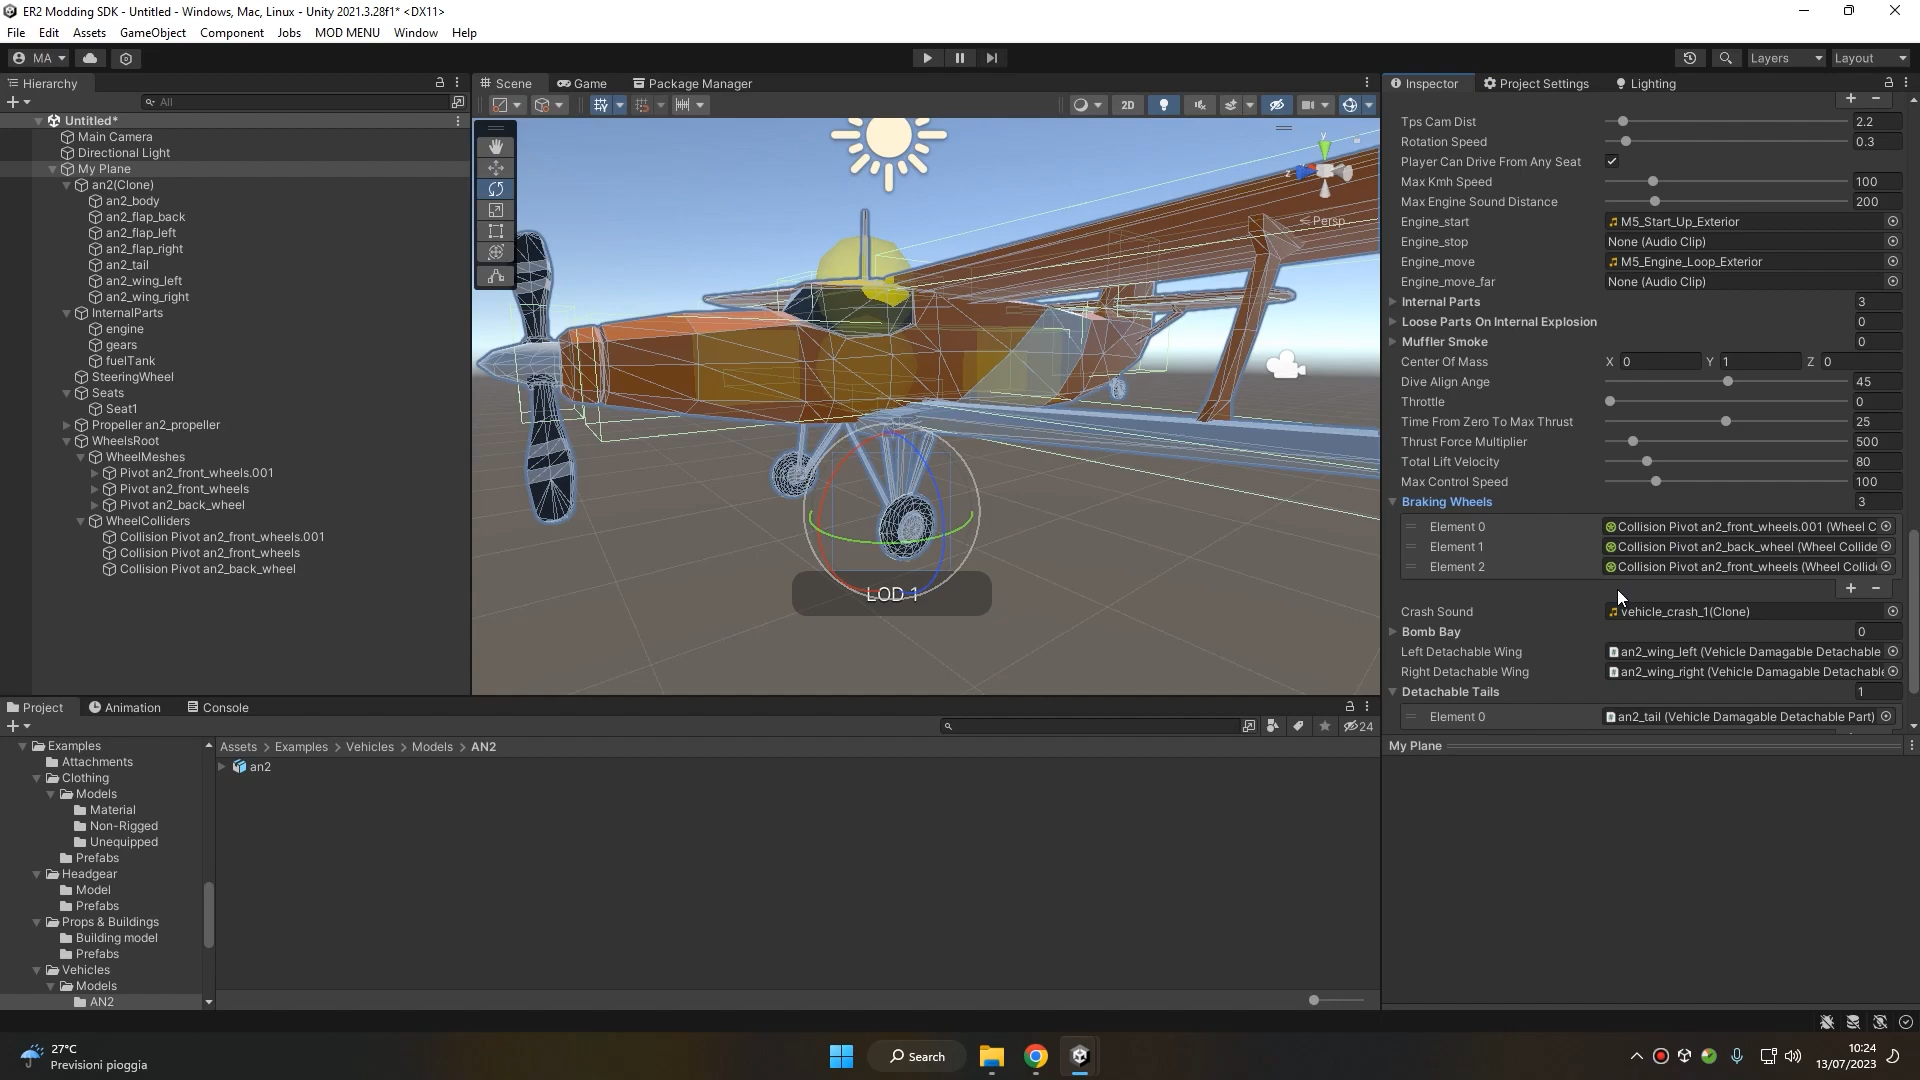 ER2 Modding SDK - Untitled - Windows, Mac, Linux - Unity 2021.3.28f1* <DX11>
File Edit Assets GameObject Component Jobs MOD MENU Window Help
MA Layers Layout
Hierarchy
All
Untitled*
Main Camera
Directional Light
My Plane
an2(Clone)
an2_body
an2_flap_back
an2_flap_left
an2_flap_right
an2_tail
an2_wing_left
an2_wing_right
InternalParts
engine
gears
fuelTank
SteeringWheel
Seats
Seat1
Propeller an2_propeller
WheelsRoot
WheelMeshes
Pivot an2_front_wheels.001
Pivot an2_front_wheels
Pivot an2_back_wheel
WheelColliders
Collision Pivot an2_front_wheels.001
Collision Pivot an2_front_wheels
Collision Pivot an2_back_wheel
Scene Game Package Manager
2D
y
z
Persp
LOD 1
Inspector Project Settings Lighting
Tps Cam Dist 2.2
Rotation Speed 0.3
Player Can Drive From Any Seat
Max Kmh Speed 100
Max Engine Sound Distance 200
Engine_start M5_Start_Up_Exterior
Engine_stop None (Audio Clip)
Engine_move M5_Engine_Loop_Exterior
Engine_move_far None (Audio Clip)
Internal Parts 3
Loose Parts On Internal Explosion 0
Muffler Smoke 0
Center Of Mass X 0 Y 1 Z 0
Dive Align Ange 45
Throttle 0
Time From Zero To Max Thrust 25
Thrust Force Multiplier 500
Total Lift Velocity 80
Max Control Speed 100
Braking Wheels 3
Element 0 Collision Pivot an2_front_wheels.001 (Wheel C
Element 1 Collision Pivot an2_back_wheel (Wheel Collide
Element 2 Collision Pivot an2_front_wheels (Wheel Collid
Crash Sound vehicle_crash_1(Clone)
Bomb Bay 0
Left Detachable Wing an2_wing_left (Vehicle Damagable Detachable
Right Detachable Wing an2_wing_right (Vehicle Damagable Detachable
Detachable Tails 1
Element 0 an2_tail (Vehicle Damagable Detachable Part)
My Plane
Project Animation Console
24
Examples
Attachments
Clothing
Models
Material
Non-Rigged
Unequipped
Prefabs
Headgear
Model
Prefabs
Props & Buildings
Building model
Prefabs
Vehicles
Models
AN2
Assets > Examples > Vehicles > Models > AN2
an2
27°C
Previsioni pioggia
Search
10:24
13/07/2023